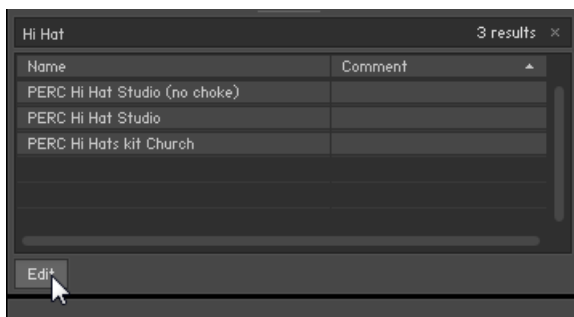 Hi Hat 3 results ×
Name Comment
PERC Hi Hat Studio (no choke)
PERC Hi Hat Studio
PERC Hi Hats kit Church
Edit